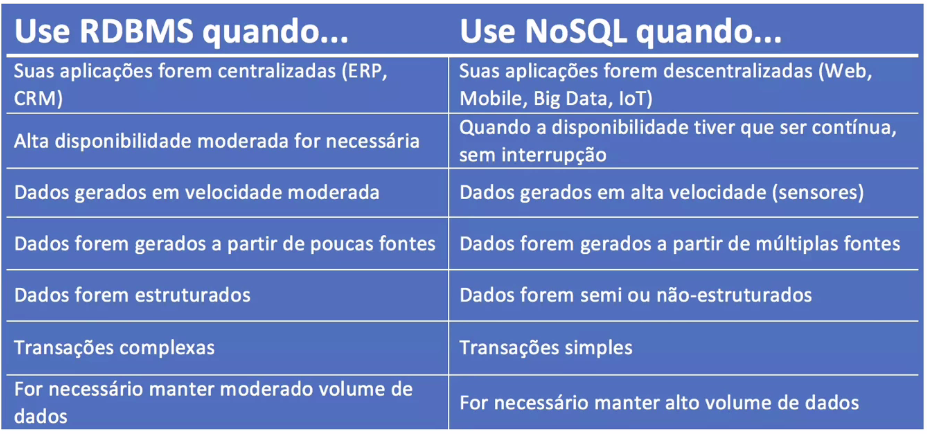 Use RDBMS quando...
Use NoSQL quando...
Suas aplicações forem centralizadas (ERP,
CRM)
Suas aplicações forem descentralizadas (Web,
Mobile, Big Data, IoT)
Alta disponibilidade moderada for necessária
Quando a disponibilidade tiver que ser contínua,
sem interrupção
Dados gerados em velocidade moderada
Dados gerados em alta velocidade (sensores)
Dados forem gerados a partir de poucas fontes
Dados forem gerados a partir de múltiplas fontes
Dados forem estruturados
Dados forem semi ou não-estruturados
Transações complexas
Transações simples
For necessário manter moderado volume de
dados
For necessário manter alto volume de dados